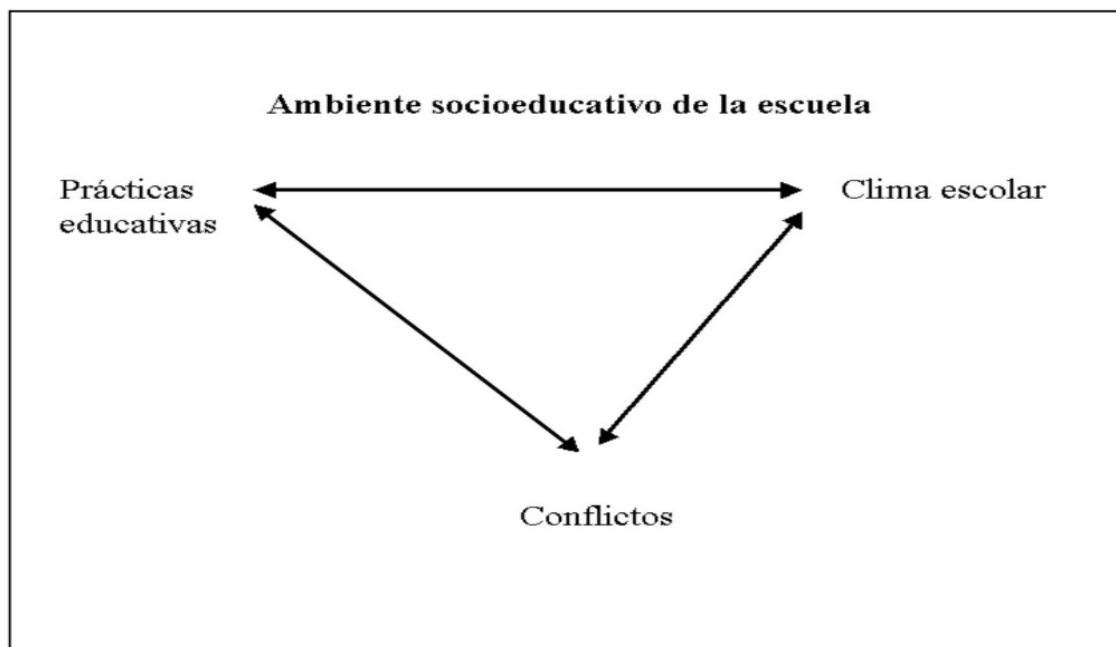 Ambiente socioeducativo de la escuela
Prácticas
educativas
Clima escolar
Conflictos